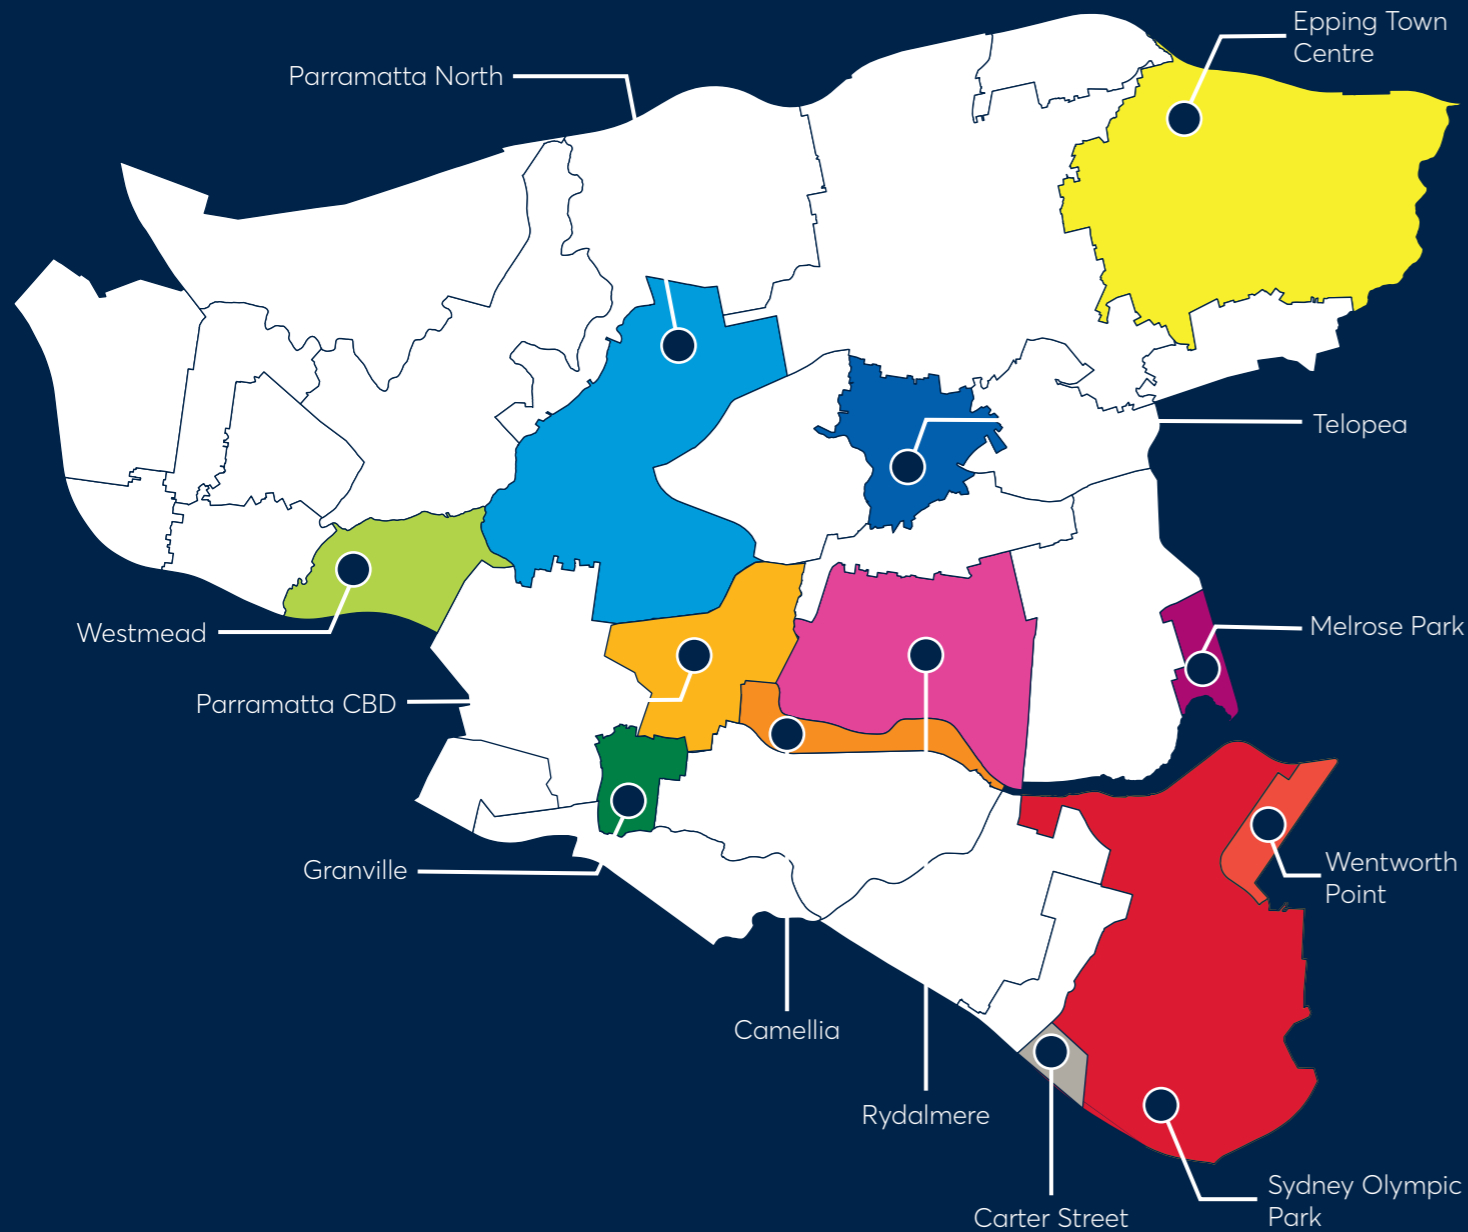 Epping Town
Centre
Parramatta North
Telopea
Melrose Park
Westmead
Parramatta CBD
Wentworth
Point
Granville
Camellia
Rydalmere
Sydney Olympic
Park
Carter Street